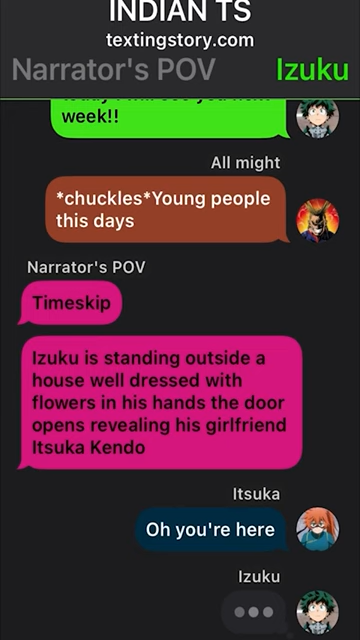 INDIAN TS
textingstory.com
Narrator's POV
Izuku
week!!
All might
*chuckles*Young people
this days
Narrator's POV
Timeskip
Izuku is standing outside a
house well dressed with
flowers in his hands the door
opens revealing his girlfriend
Itsuka Kendo
Itsuka
Oh you're here
Izuku